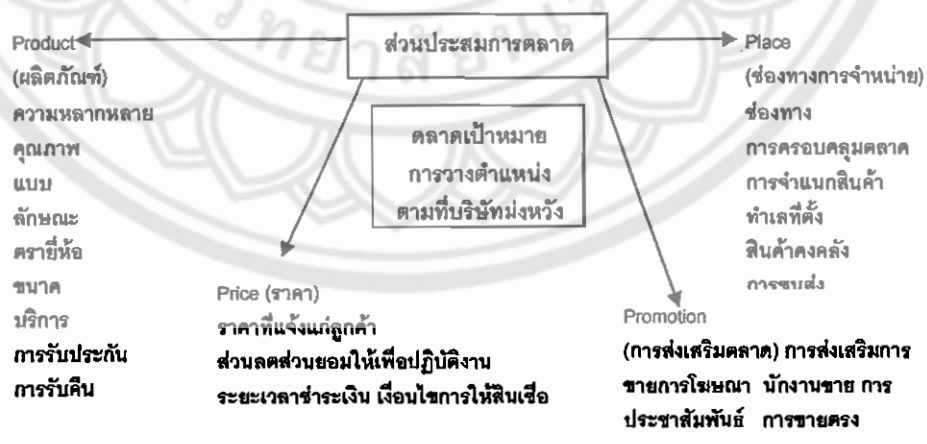 ส่วนประสมการตลาด
Product
(ผลิตภัณฑ์)
ความหลากหลาย
คุณภาพ
แบบ
ลักษณะ
ตรายี่ห้อ
ขนาด
บริการ
การรับประกัน
การรับคืน
ตลาดเป้าหมาย
การวางตำแหน่ง
ตามที่บริษัทม่งหวัง
Price (ราคา)
ราคาที่แจ้งแก่ลูกค้า
ส่วนลดส่วนยอมให้เพื่อปฏิบัติงาน
ระยะเวลาชำระเงิน เงื่อนไขการให้สินเชื่อ
Place
(ช่องทางการจำหน่าย)
ช่องทาง
การครอบคลุมตลาด
การจำแนกสินค้า
ทำเลที่ตั้ง
สินค้าคงคลัง
การขนส่ง
Promotion
(การส่งเสริมตลาด) การส่งเสริมการ
ขายการโฆษณา นักงานขาย การ
ประชาสัมพันธ์ การขายตรง